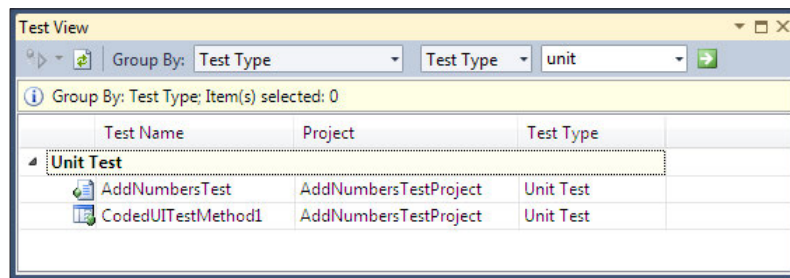 Test View
Group By: Test Type Test Type unit
Group By: Test Type; Item(s) selected: 0
Test Name Project Test Type
Unit Test
AddNumbersTest AddNumbersTestProject Unit Test
CodedUITestMethod1 AddNumbersTestProject Unit Test